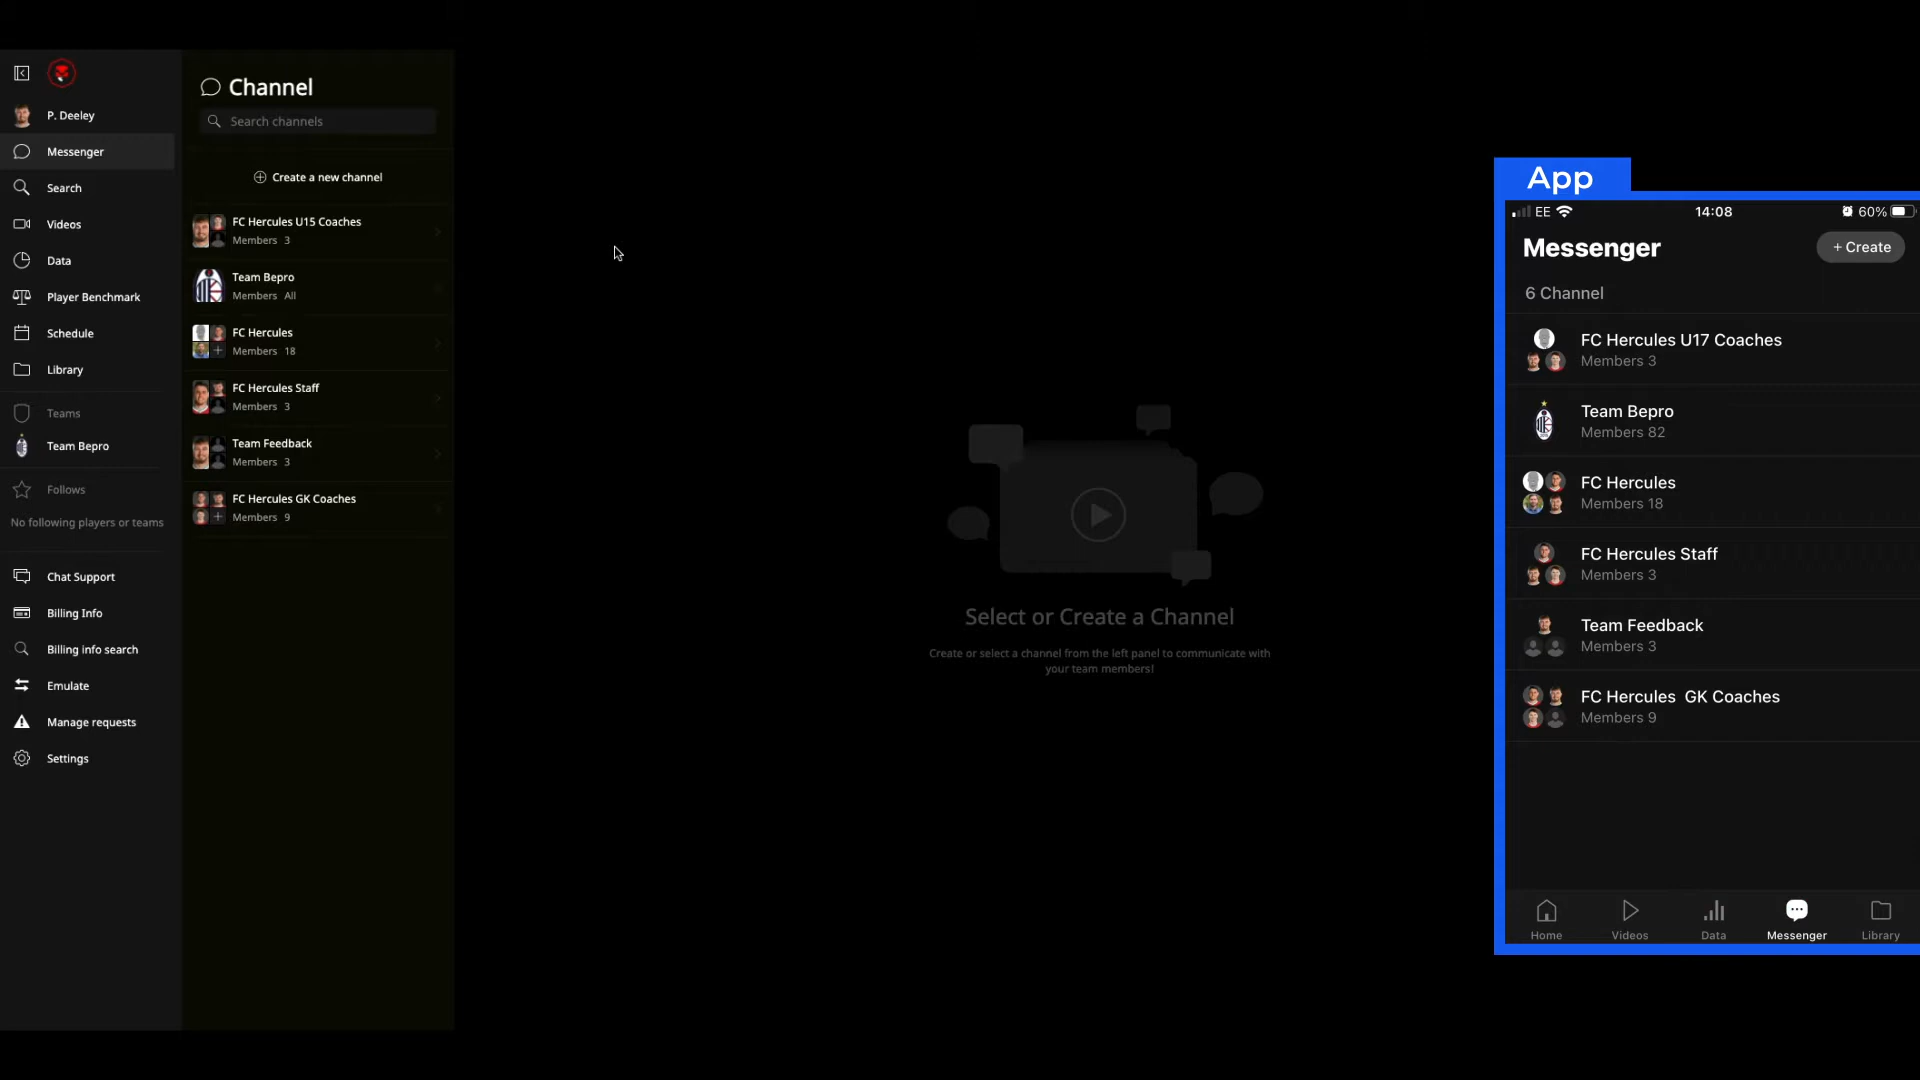 P. Deeley
Messenger
Search
Videos
Data
Player Benchmark
Schedule
Library
Teams
Team Bepro
Follows
No following players or teams
Chat Support
Billing Info
Billing info search
Emulate
Manage requests
Settings
Channel
Search channels
Create a new channel
FC Hercules U15 Coaches
Members 3
Team Bepro
Members All
FC Hercules
Members 18
FC Hercules Staff
Members 3
Team Feedback
Members 3
FC Hercules GK Coaches
Members 9
Select or Create a Channel
Create or select a channel from the left panel to communicate with
your team members!
App
EE 14:08 60%
Messenger
+ Create
6 Channel
FC Hercules U17 Coaches
Members 3
Team Bepro
Members 82
FC Hercules
Members 18
FC Hercules Staff
Members 3
Team Feedback
Members 3
FC Hercules GK Coaches
Members 9
Home Videos Data Messenger Library